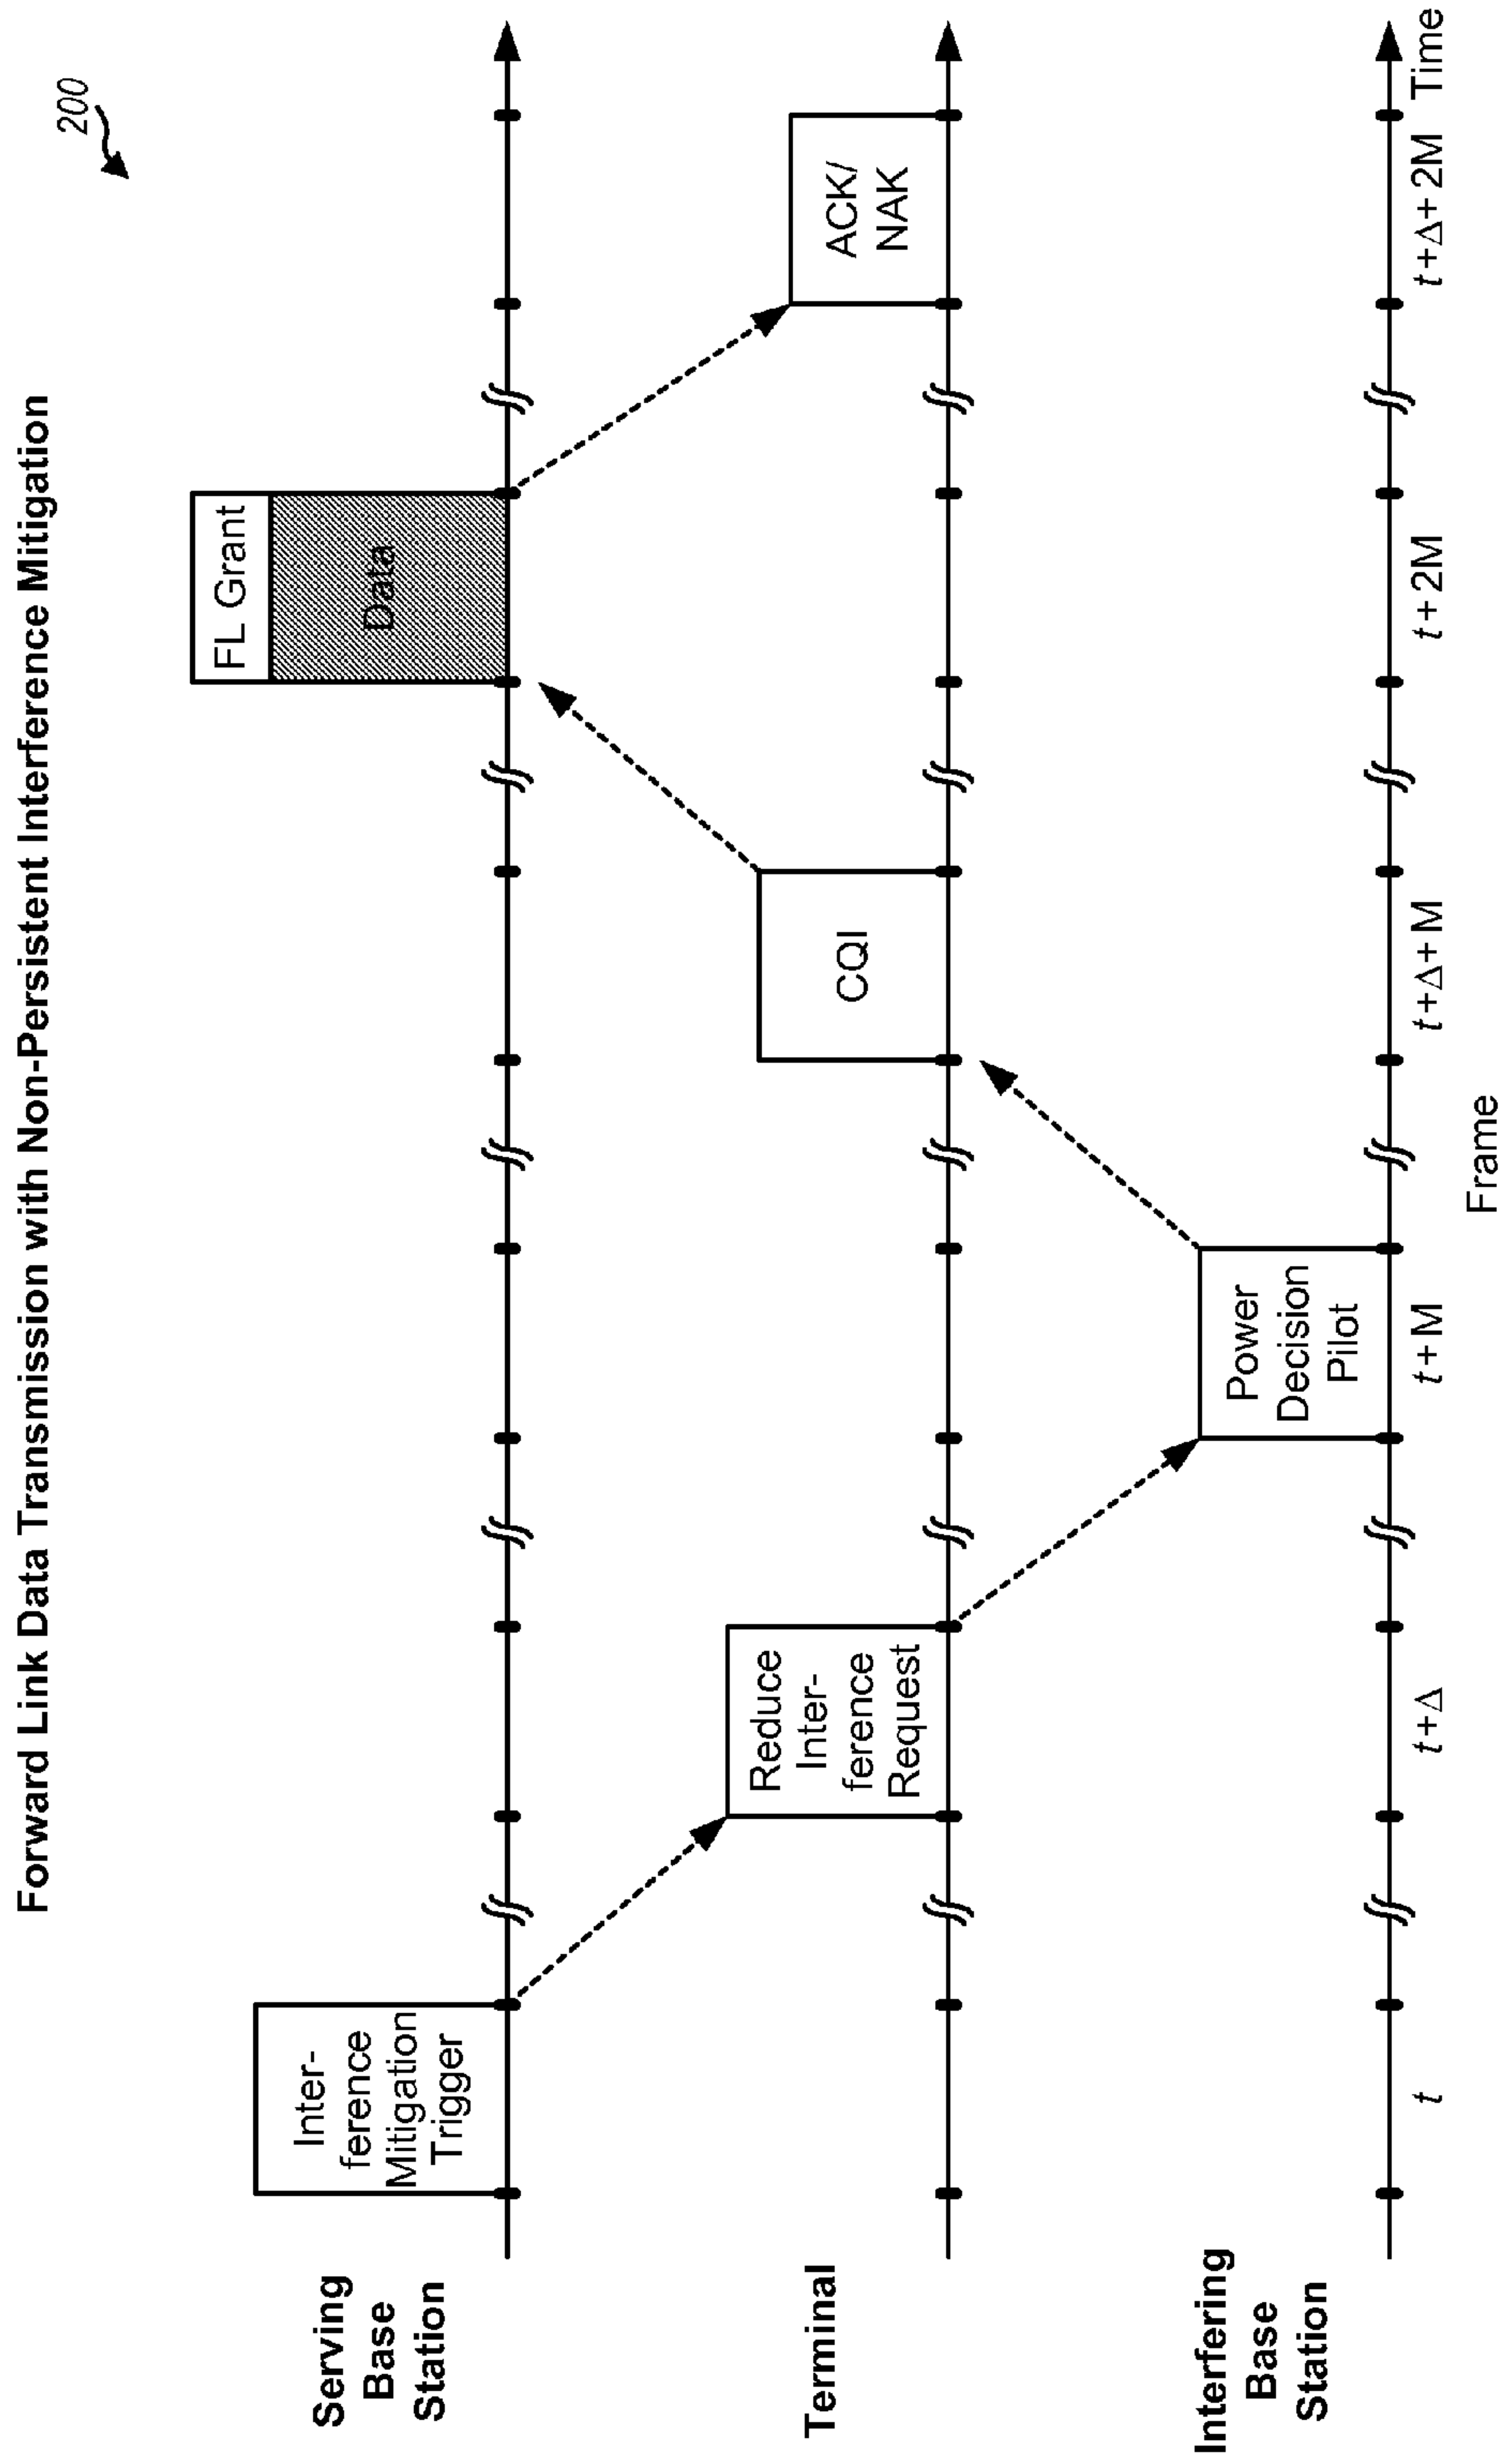 Forward Link Data Transmission with Non-Persistent Interference Mitigation
200
Serving
Base
Station
Inter-
ference
Mitigation
Trigger
FL Grant
Data
Terminal
Reduce
Inter-
ference
Request
CQI
ACK/
NAK
Interfering
Base
Station
Power
Decision
Pilot
t
t+Δ
t+M
t+Δ+M
t+2M
t+Δ+2M
Time
Frame